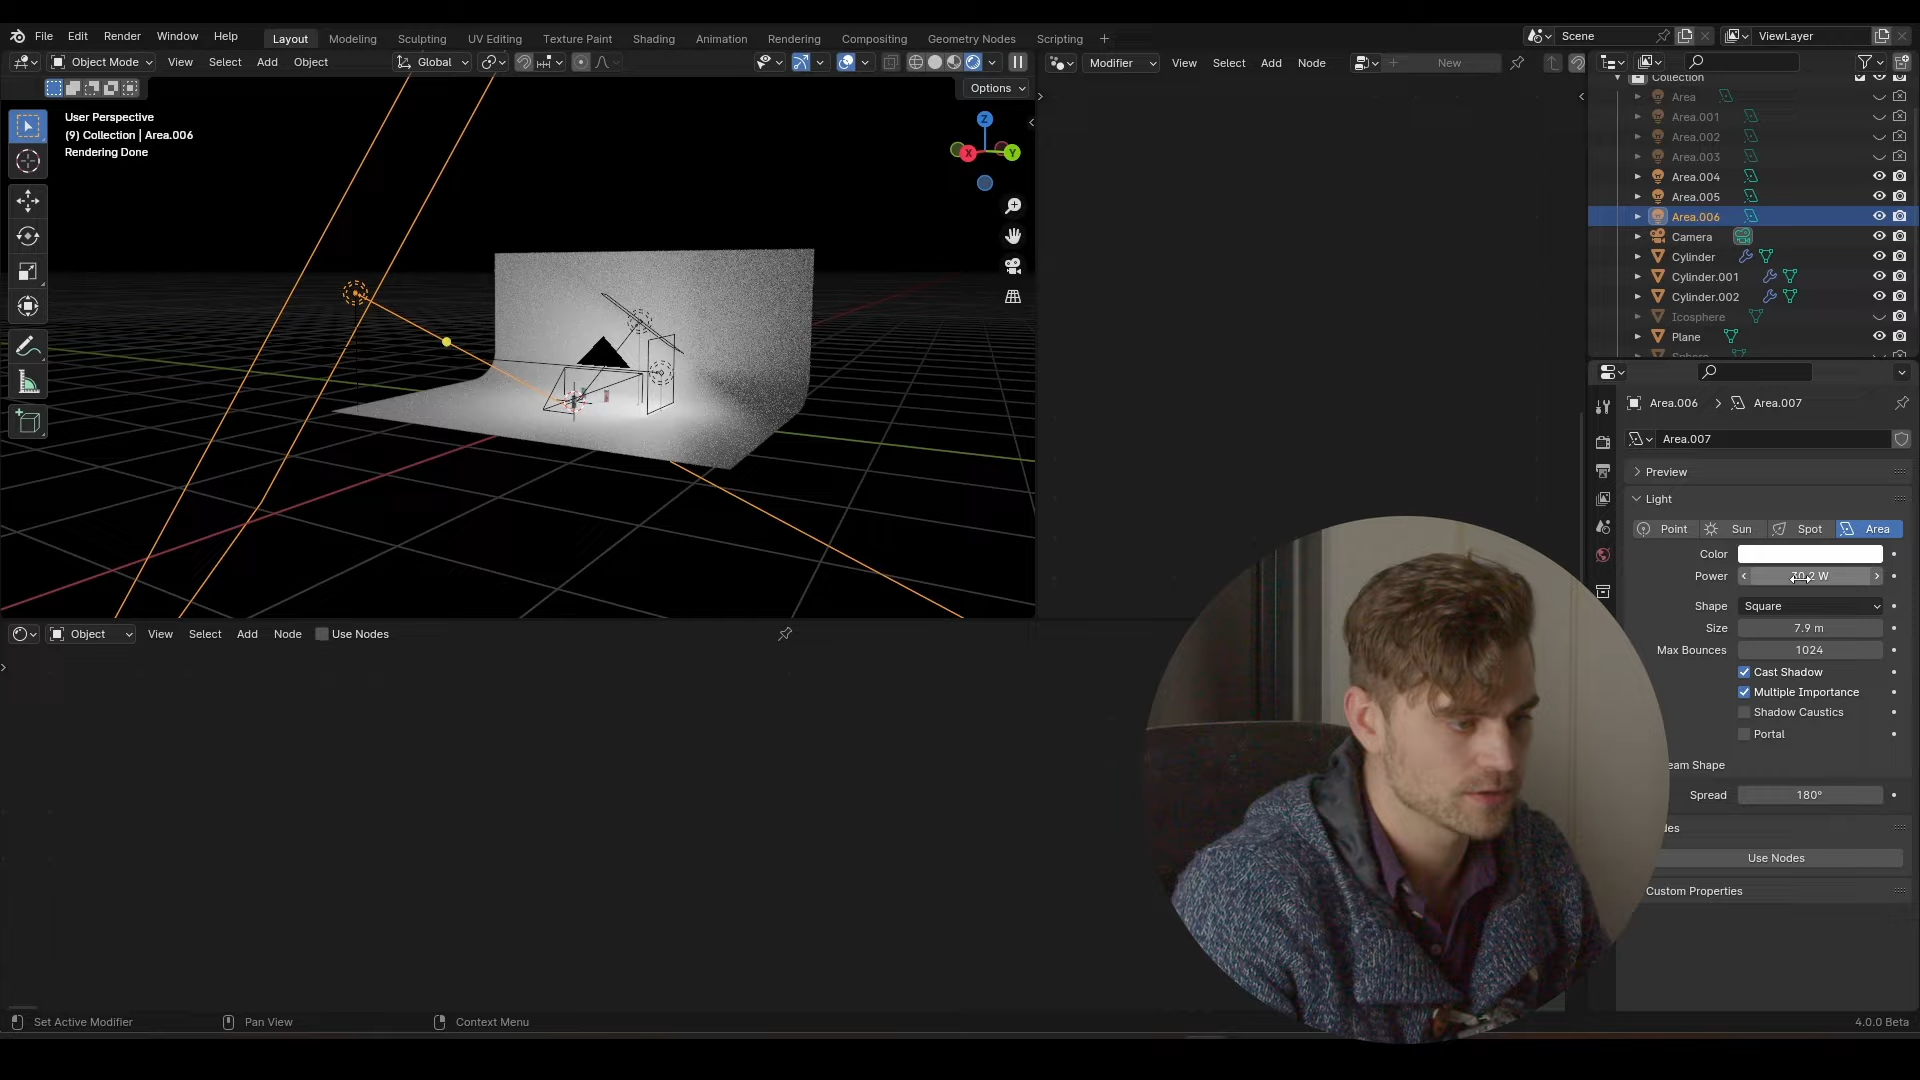 File Edit Render Window Help Layout Modeling Sculpting UV Editing Texture Paint Shading Animation Rendering Compositing Geometry Nodes Scripting + Scene ViewLayer
Object Mode View Select Add Object Global Modifier View Select Add Node New
Options
Collection
User Perspective
(9) Collection | Area.006
Rendering Done
Z
X
Y
Area
Area.001
Area.002
Area.003
Area.004
Area.005
Area.006
Camera
Cylinder
Cylinder.001
Cylinder.002
Icosphere
Plane
Sphere
Area.006 > Area.007
Area.007
Preview
Light
Point Sun Spot Area
Color
Power W
Shape Square
Size 7.9 m
Max Bounces 1024
Cast Shadow
Multiple Importance
Shadow Caustics
Portal
eam Shape
Spread 180°
des
Use Nodes
Custom Properties
Object View Select Add Node Use Nodes
Set Active Modifier Pan View Context Menu 4.0.0 Beta